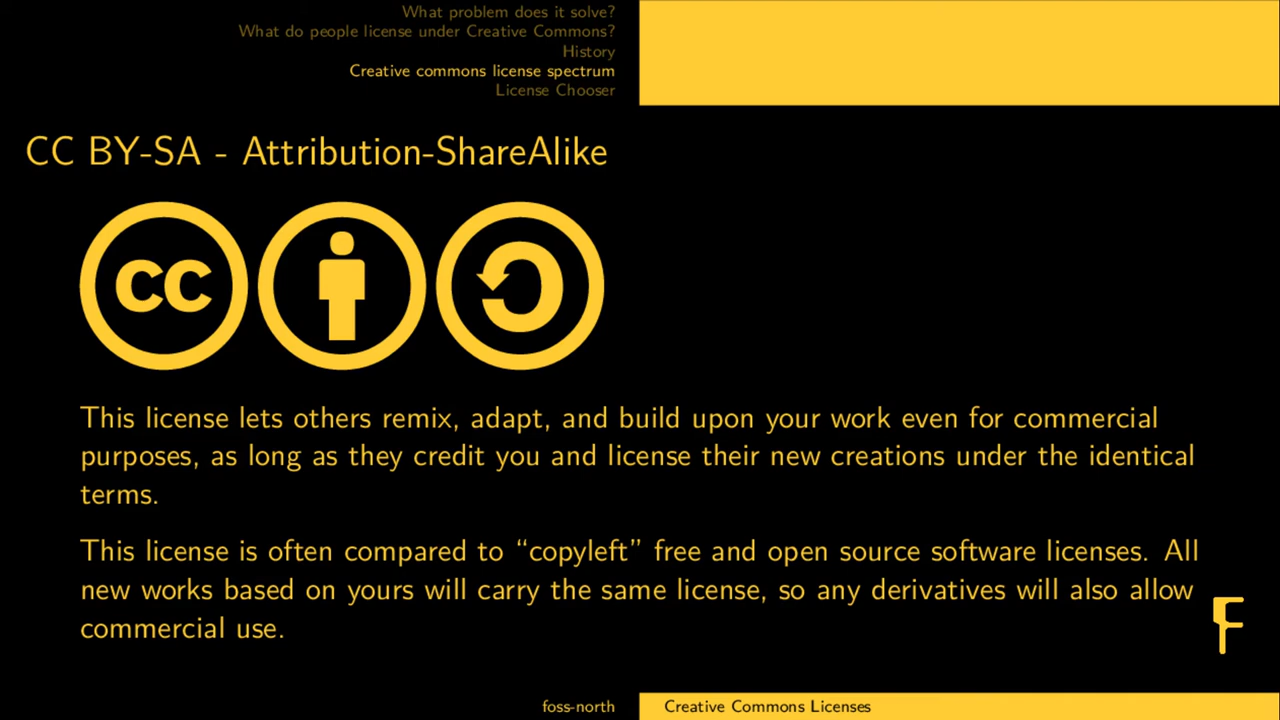 What problem does it solve?
What do people license under Creative Commons?
History
Creative commons license spectrum
License Chooser
CC BY-SA - Attribution-ShareAlike
cc
This license lets others remix, adapt, and build upon your work even for commercial
purposes, as long as they credit you and license their new creations under the identical
terms.
This license is often compared to “copyleft” free and open source software licenses. All
new works based on yours will carry the same license, so any derivatives will also allow
commercial use.
F
foss-north
Creative Commons Licenses